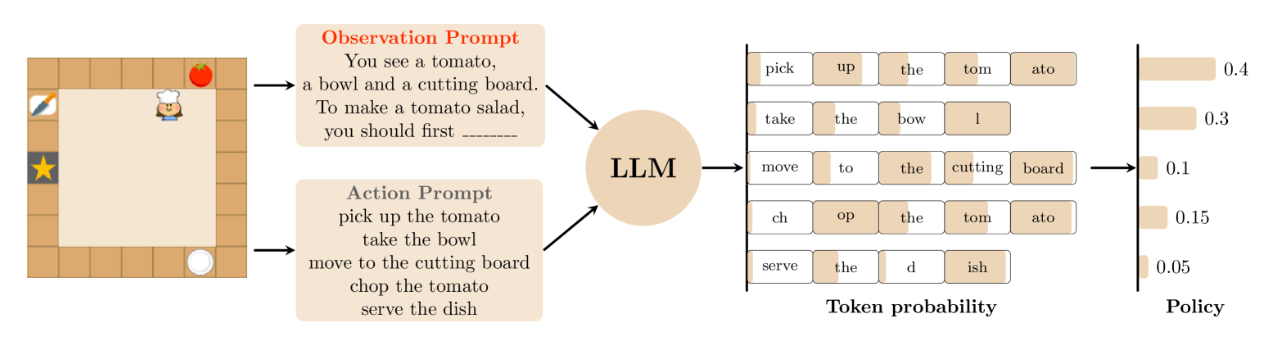 Observation Prompt
You see a tomato,
a bowl and a cutting board.
To make a tomato salad,
you should first ________
Action Prompt
pick up the tomato
take the bowl
move to the cutting board
chop the tomato
serve the dish
LLM
pick up the tom ato
take the bow l
move to the cutting board
ch op the tom ato
serve the d ish
Token probability
0.4
0.3
0.1
0.15
0.05
Policy